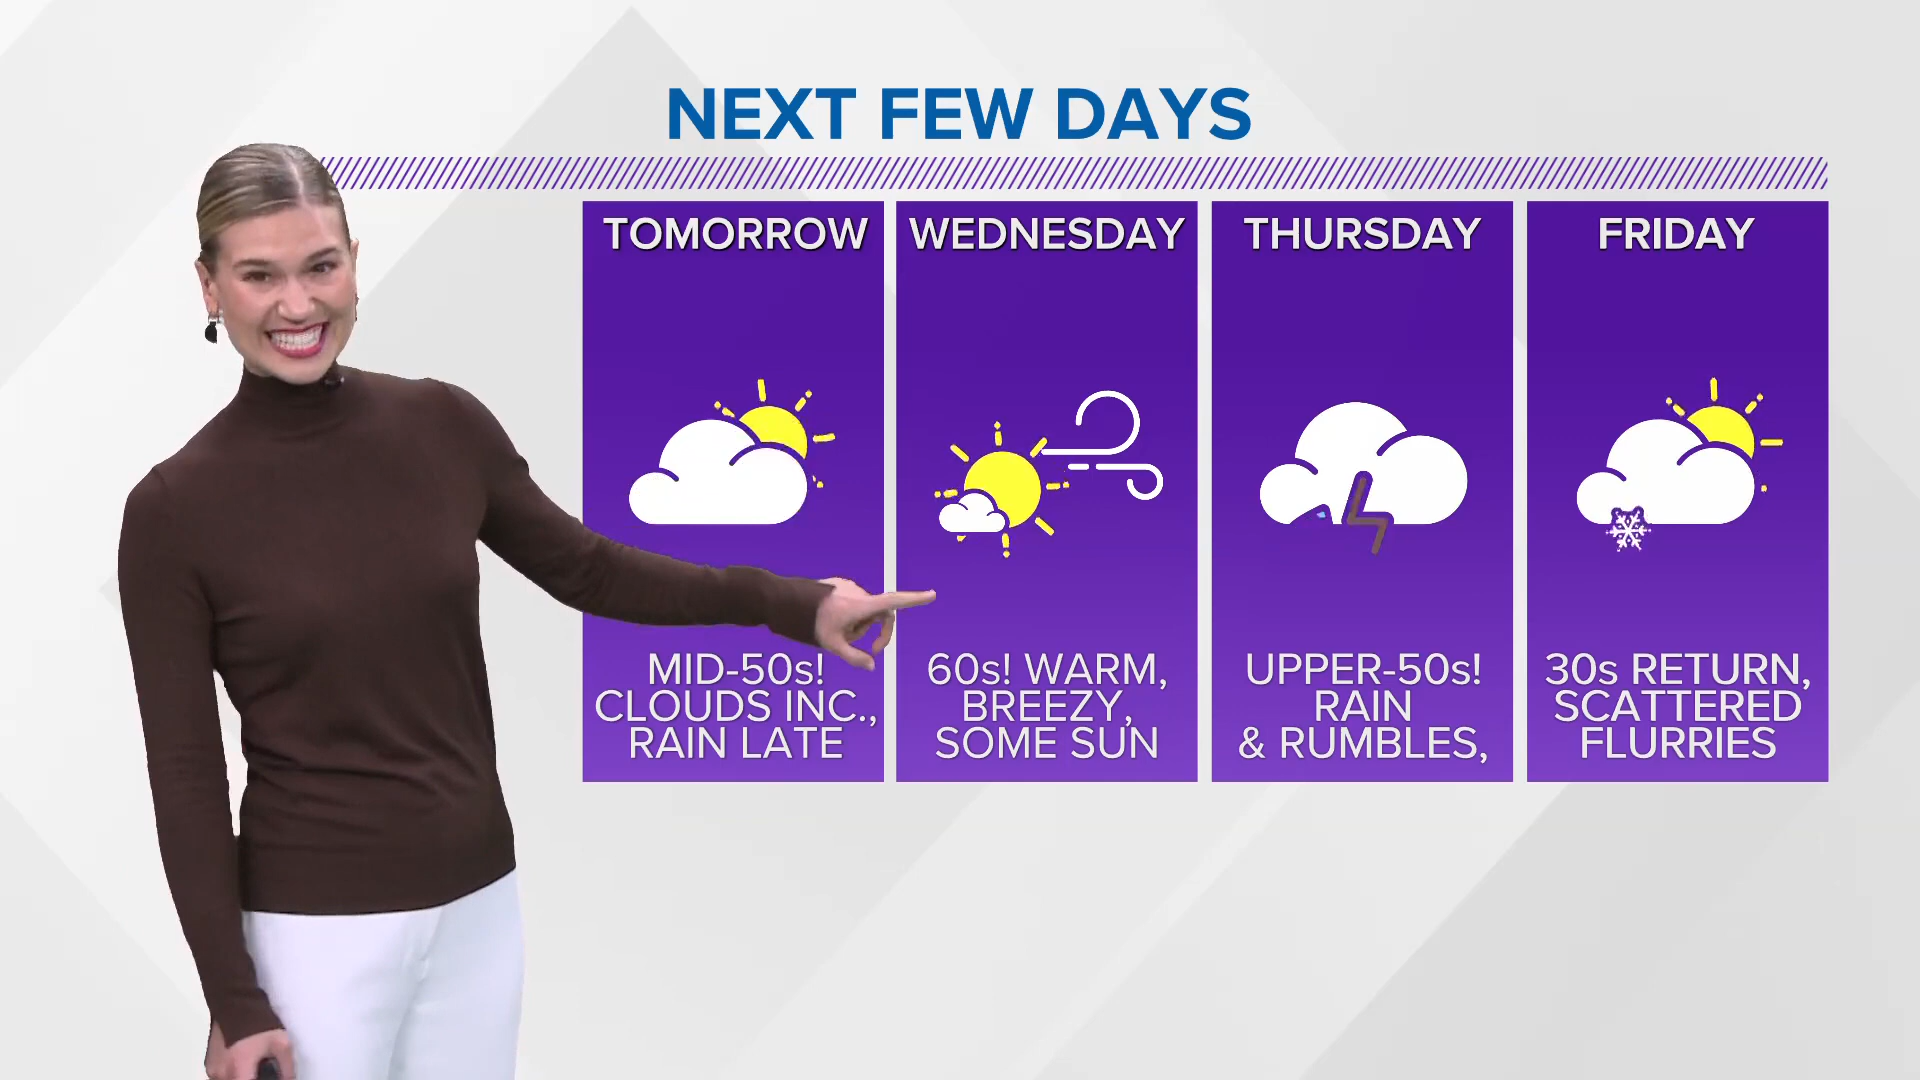 NEXT FEW DAYS
TOMORROW
MID-50s!
CLOUDS INC.,
RAIN LATE
WEDNESDAY
60s! WARM,
BREEZY,
SOME SUN
THURSDAY
UPPER-50s!
RAIN
& RUMBLES,
FRIDAY
30s RETURN,
SCATTERED
FLURRIES